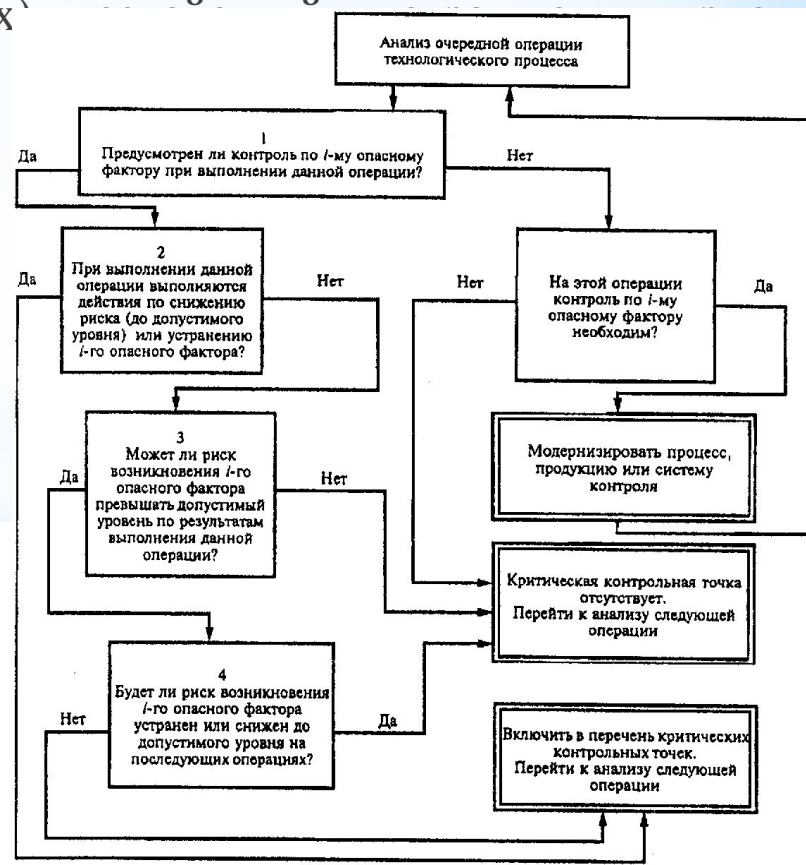 Анализ очередной операции
технологического процесса
1
Предусмотрен ли контроль по i-му опасному
фактору при выполнении данной операции?
Да
Нет
2
При выполнении данной
операции выполняются
действия по снижению
риска (до допустимого
уровня) или устранению
i-го опасного фактора?
Да
Нет
На этой операции
контроль по i-му
опасному фактору
необходим?
Нет
Да
3
Может ли риск
возникновения i-го
опасного фактора
превышать допустимый
уровень по результатам
выполнения данной
операции?
Да
Нет
Модернизировать процесс,
продукцию или систему
контроля
Критическая контрольная точка
отсутствует.
Перейти к анализу следующей
операции
4
Будет ли риск возникновения
i-го опасного фактора
устранен или снижен до
допустимого уровня на
последующих операциях?
Нет
Да
Включить в перечень критических
контрольных точек.
Перейти к анализу следующей
операции